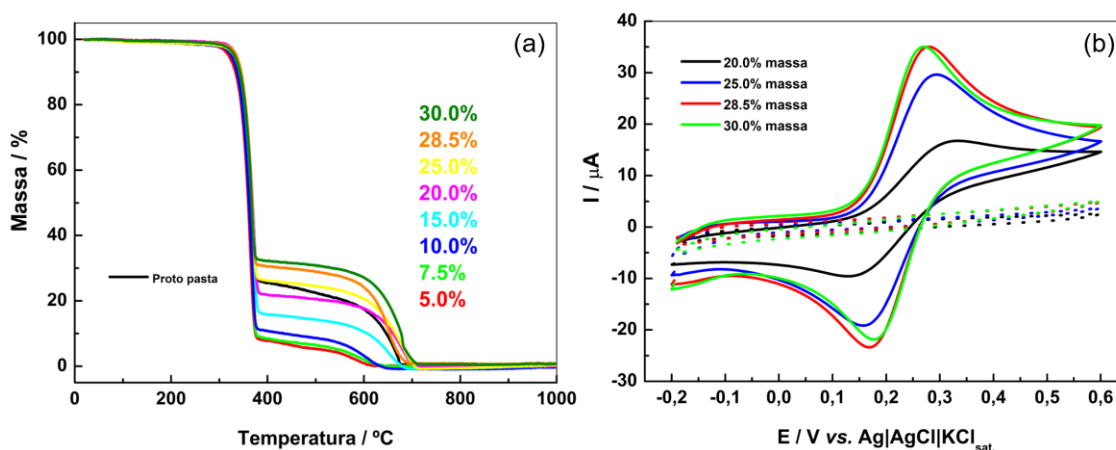 (a)
Massa / %
100
80
60
40
20
0
Proto pasta
30.0%
28.5%
25.0%
20.0%
15.0%
10.0%
7.5%
5.0%
0 200 400 600 800 1000
Temperatura / ºC
(b)
I / µA
40
30
20
10
0
-10
-20
-30
20.0% massa
25.0% massa
28.5% massa
30.0% massa
-0,2 -0,1 0,0 0,1 0,2 0,3 0,4 0,5 0,6
E / V vs. Ag|AgCl|KCl sat.